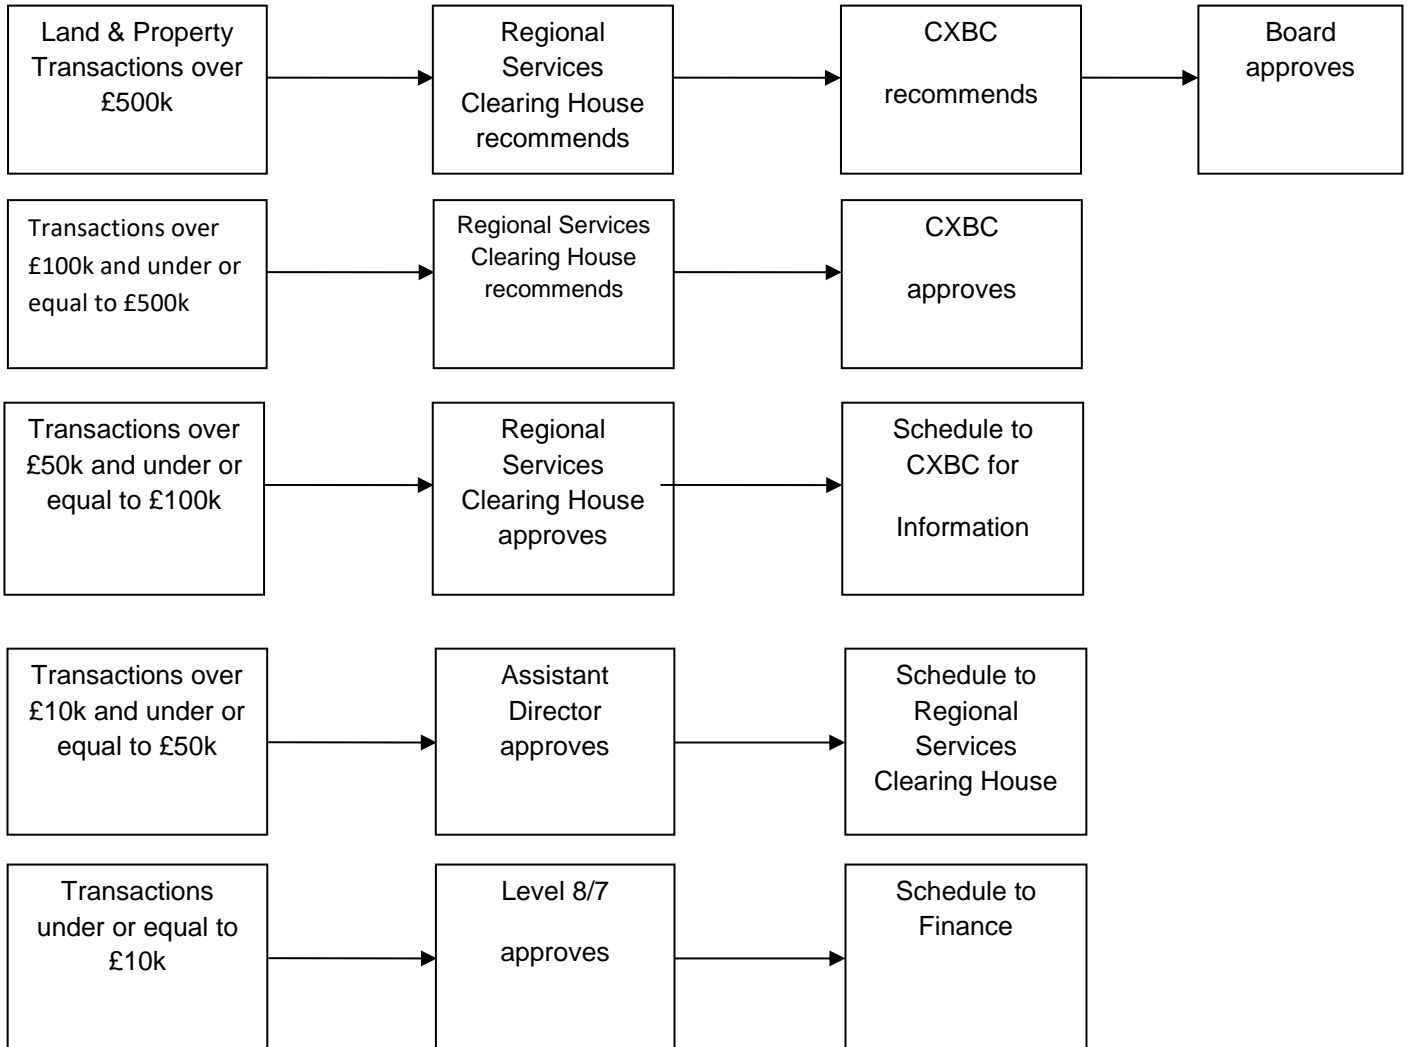 Land & Property
Transactions over
£500k
Regional
Services
Clearing House
recommends
CXBC
recommends
Board
approves
Transactions over
£100k and under or
equal to £500k
Regional Services
Clearing House
recommends
CXBC
approves
Transactions over
£50k and under or
equal to £100k
Regional
Services
Clearing House
approves
Schedule to
CXBC for
Information
Transactions over
£10k and under or
equal to £50k
Assistant
Director
approves
Schedule to
Regional
Services
Clearing House
Transactions
under or equal to
£10k
Level 8/7
approves
Schedule to
Finance